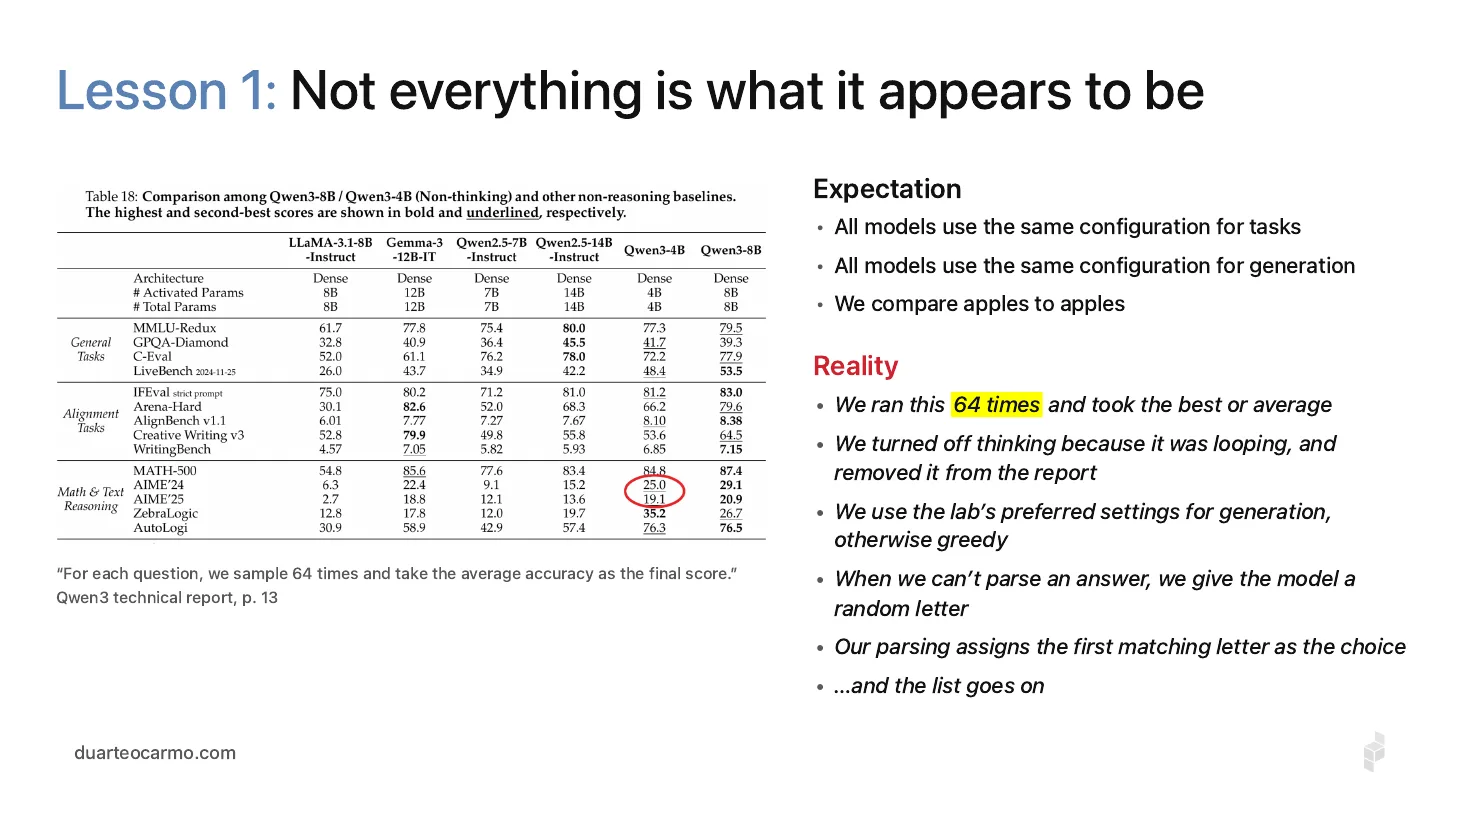 Lesson 1: Not everything is what it appears to be
Table 18: Comparison among Qwen3-8B / Qwen3-4B (Non-thinking) and other non-reasoning baselines.
The highest and second-best scores are shown in bold and underlined, respectively.
LLaMA-3.1-8B Gemma-3 Qwen2.5-7B Qwen2.5-14B Qwen3-4B Qwen3-8B
-Instruct -12B-IT -Instruct -Instruct
Architecture Dense Dense Dense Dense Dense Dense
# Activated Params 8B 12B 7B 14B 4B 8B
# Total Params 8B 12B 7B 14B 4B 8B
General Tasks
MMLU-Redux 61.7 77.8 75.4 80.0 77.3 79.5
GPQA-Diamond 32.8 40.9 36.4 45.5 41.7 39.3
C-Eval 52.0 61.1 76.2 78.0 72.2 77.9
LiveBench 2024-11-25 26.0 43.7 34.9 42.2 48.4 53.5
Alignment Tasks
IFEval strict prompt 75.0 80.2 71.2 81.0 81.2 83.0
Arena-Hard 30.1 82.6 52.0 68.3 66.2 79.6
AlignBench v1.1 6.01 7.77 7.27 7.67 8.10 8.38
Creative Writing v3 52.8 79.9 49.8 55.8 53.6 64.5
WritingBench 4.57 7.05 5.82 5.93 6.85 7.15
Math & Text Reasoning
MATH-500 54.8 85.6 77.6 83.4 84.8 87.4
AIME'24 6.3 22.4 9.1 15.2 25.0 29.1
AIME'25 2.7 18.8 12.1 13.6 19.1 20.9
ZebraLogic 12.8 17.8 12.0 19.7 35.2 26.7
AutoLogi 30.9 58.9 42.9 57.4 76.3 76.5
“For each question, we sample 64 times and take the average accuracy as the final score.”
Qwen3 technical report, p. 13
Expectation
• All models use the same configuration for tasks
• All models use the same configuration for generation
• We compare apples to apples
Reality
• We ran this 64 times and took the best or average
• We turned off thinking because it was looping, and
removed it from the report
• We use the lab’s preferred settings for generation,
otherwise greedy
• When we can’t parse an answer, we give the model a
random letter
• Our parsing assigns the first matching letter as the choice
• ...and the list goes on
duarteocarmo.com